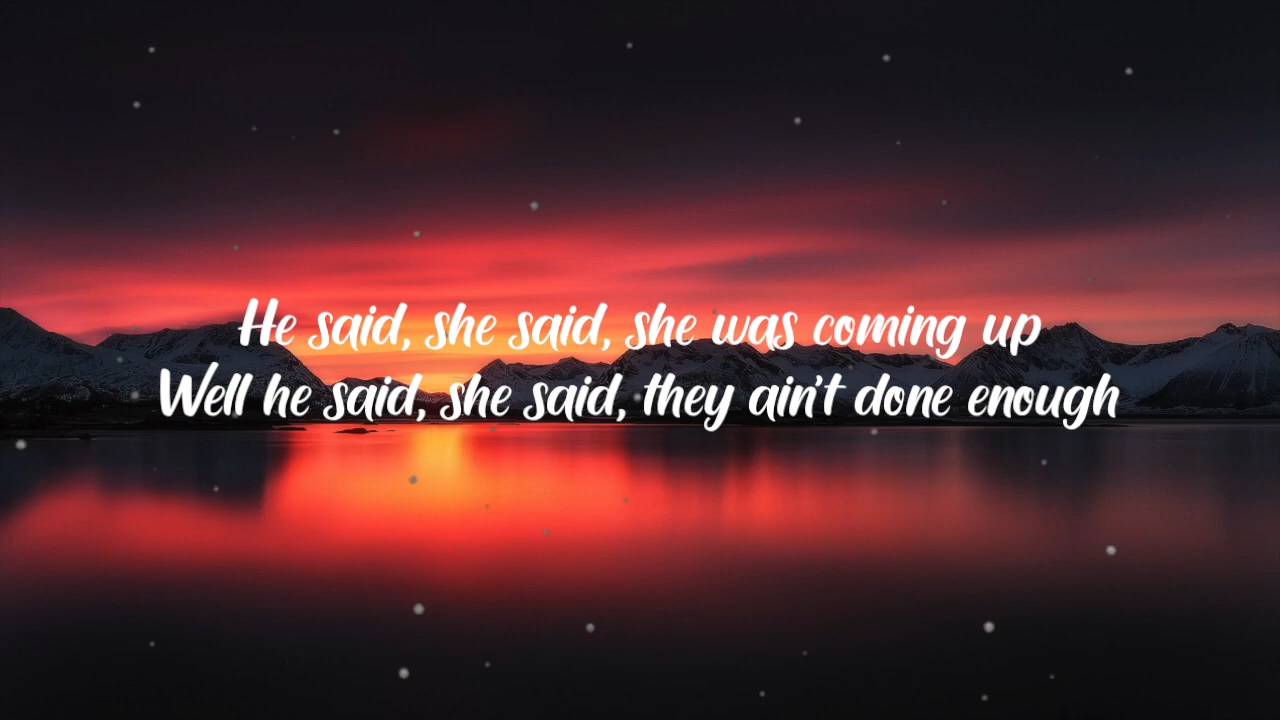 He said, she said, she was coming up
Well he said, she said, they ain't done enough